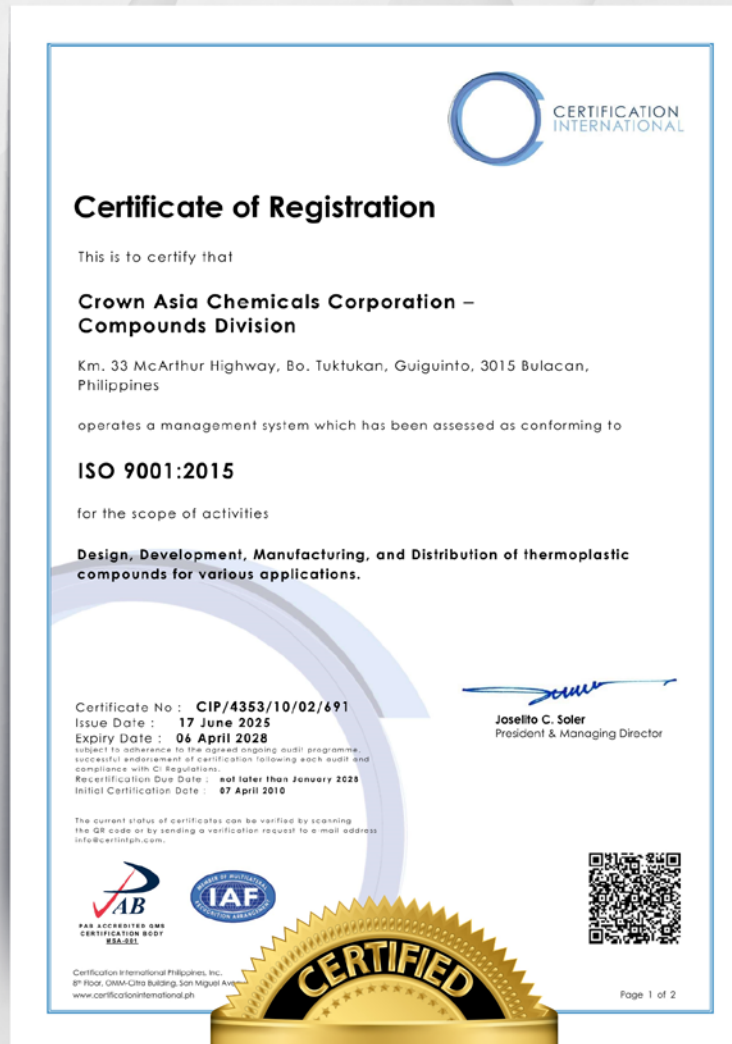 CERTIFICATION
INTERNATIONAL
Certificate of Registration
This is to certify that
Crown Asia Chemicals Corporation –
Compounds Division
Km. 33 McArthur Highway, Bo. Tuktukan, Guiguinto, 3015 Bulacan,
Philippines
operates a management system which has been assessed as conforming to
ISO 9001:2015
for the scope of activities
Design, Development, Manufacturing, and Distribution of thermoplastic
compounds for various applications.
Certificate No : CIP/4353/10/02/691
Issue Date : 17 June 2025
Expiry Date : 06 April 2028
subject to adherence to the agreed ongoing audit programme,
successful endorsement of certification following each audit and
compliance with CI Regulations.
Recertification Due Date : not later than January 2028
Initial Certification Date : 07 April 2010
Joselito C. Soler
President & Managing Director
The current status of certificates can be verified by scanning
the QR code or by sending a verification request to e-mail address
info@certintph.com.
PAB
PAB ACCREDITED QMS
CERTIFICATION BODY
MSA-001
MEMBER OF MULTILATERAL
IAF
RECOGNITION ARRANGEMENT
Certification International Philippines, Inc.
8th Floor, OMM-Citra Building, San Miguel
www.certificationinternational.ph
CERTIFIED
Page 1 of 2